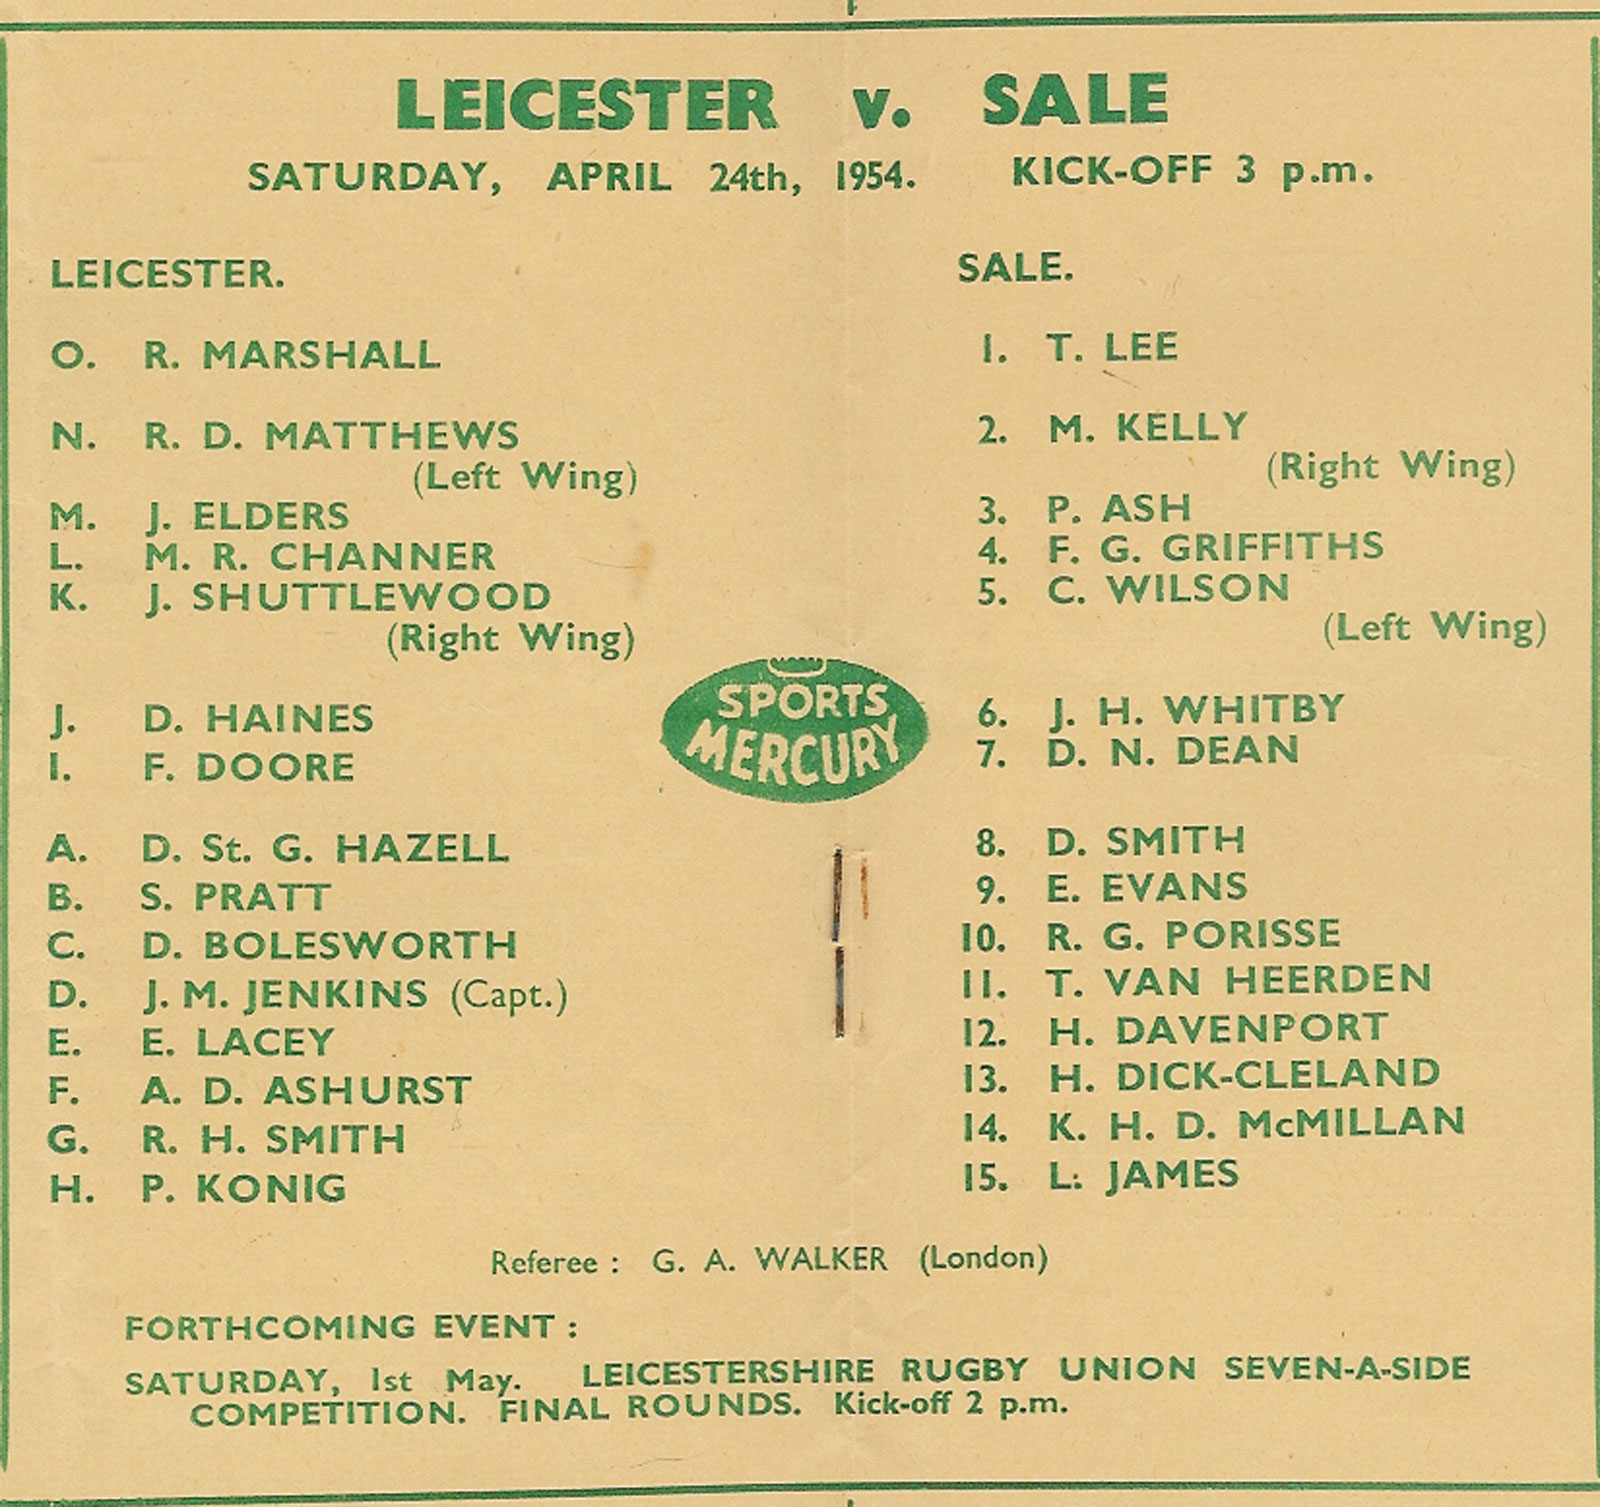 LEICESTER v. SALE
SATURDAY, APRIL 24th, 1954. KICK-OFF 3 p.m.
LEICESTER.
O. R. MARSHALL
N. R. D. MATTHEWS
(Left Wing)
M. J. ELDERS
L. M. R. CHANNER
K. J. SHUTTLEWOOD
(Right Wing)
J. D. HAINES
I. F. DOORE
A. D. St. G. HAZELL
B. S. PRATT
C. D. BOLESWORTH
D. J. M. JENKINS (Capt.)
E. E. LACEY
F. A. D. ASHURST
G. R. H. SMITH
H. P. KONIG
SPORTS
MERCURY
SALE.
1. T. LEE
2. M. KELLY
(Right Wing)
3. P. ASH
4. F. G. GRIFFITHS
5. C. WILSON
(Left Wing)
6. J. H. WHITBY
7. D. N. DEAN
8. D. SMITH
9. E. EVANS
10. R. G. PORISSE
11. T. VAN HEERDEN
12. H. DAVENPORT
13. H. DICK-CLELAND
14. K. H. D. McMILLAN
15. L. JAMES
Referee : G. A. WALKER (London)
FORTHCOMING EVENT :
SATURDAY, 1st May. LEICESTERSHIRE RUGBY UNION SEVEN-A-SIDE
COMPETITION. FINAL ROUNDS. Kick-off 2 p.m.